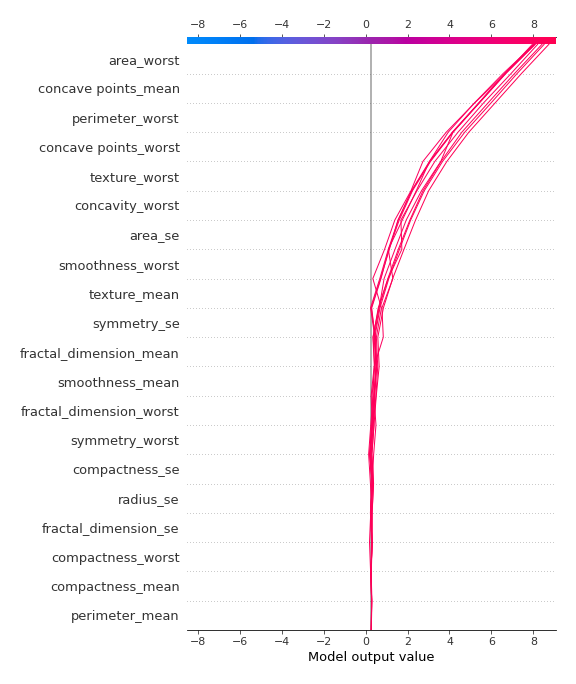 −8 −6 −4 −2 0 2 4 6 8
area_worst
concave points_mean
perimeter_worst
concave points_worst
texture_worst
concavity_worst
area_se
smoothness_worst
texture_mean
symmetry_se
fractal_dimension_mean
smoothness_mean
fractal_dimension_worst
symmetry_worst
compactness_se
radius_se
fractal_dimension_se
compactness_worst
compactness_mean
perimeter_mean
−8 −6 −4 −2 0 2 4 6 8
Model output value